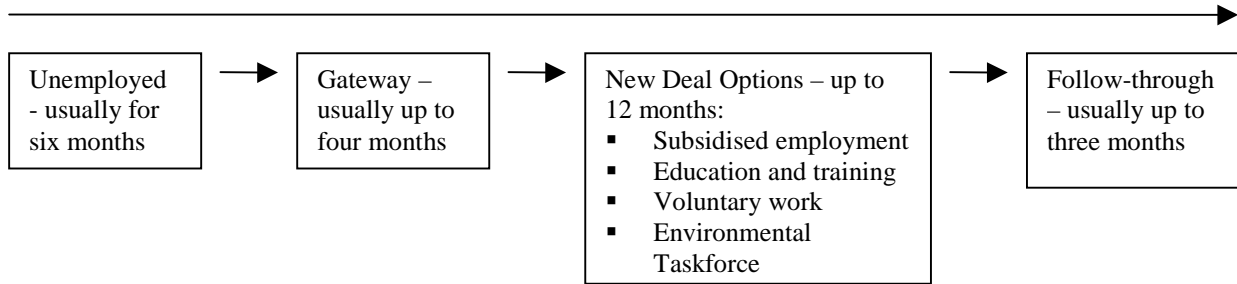 Unemployed
- usually for
six months
Gateway –
usually up to
four months
New Deal Options – up to
12 months:
▪ Subsidised employment
▪ Education and training
▪ Voluntary work
▪ Environmental
Taskforce
Follow-through
– usually up to
three months